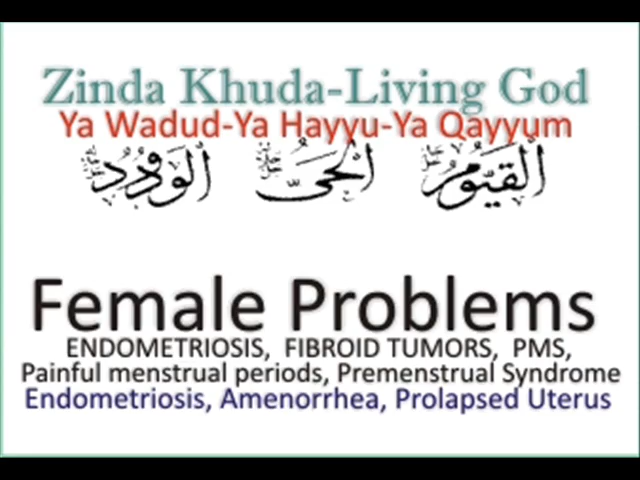 Zinda Khuda-Living God
Ya Wadud-Ya Hayyu-Ya Qayyum
الودود الحي القيوم
Female Problems
ENDOMETRIOSIS, FIBROID TUMORS, PMS,
Painful menstrual periods, Premenstrual Syndrome
Endometriosis, Amenorrhea, Prolapsed Uterus